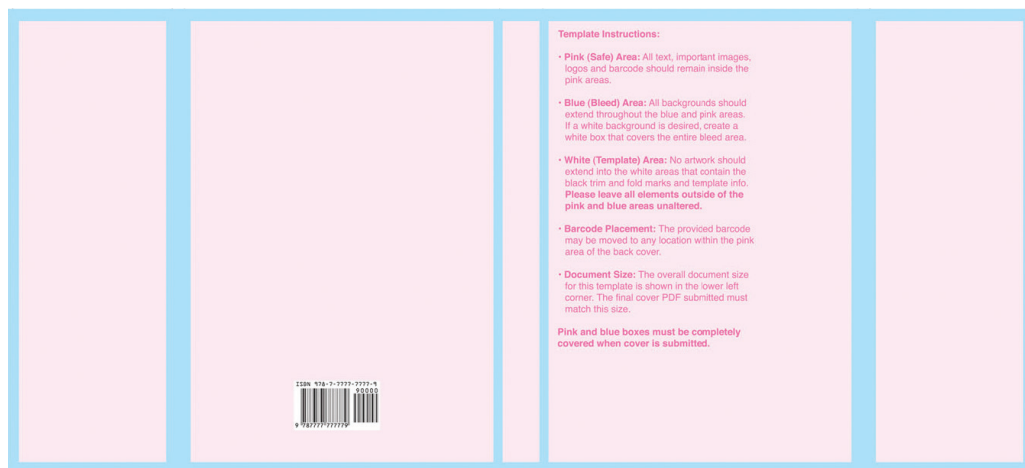 Template Instructions:
• Pink (Safe) Area: All text, important images,
logos and barcode should remain inside the
pink areas.
• Blue (Bleed) Area: All backgrounds should
extend throughout the blue and pink areas.
If a white background is desired, create a
white box that covers the entire bleed area.
• White (Template) Area: No artwork should
extend into the white areas that contain the
black trim and fold marks and template info.
Please leave all elements outside of the
pink and blue areas unaltered.
• Barcode Placement: The provided barcode
may be moved to any location within the pink
area of the back cover.
• Document Size: The overall document size
for this template is shown in the lower left
corner. The final cover PDF submitted must
match this size.
Pink and blue boxes must be completely
covered when cover is submitted.
ISBN 978-7-7777-7777-9
90000
9 787777 777779